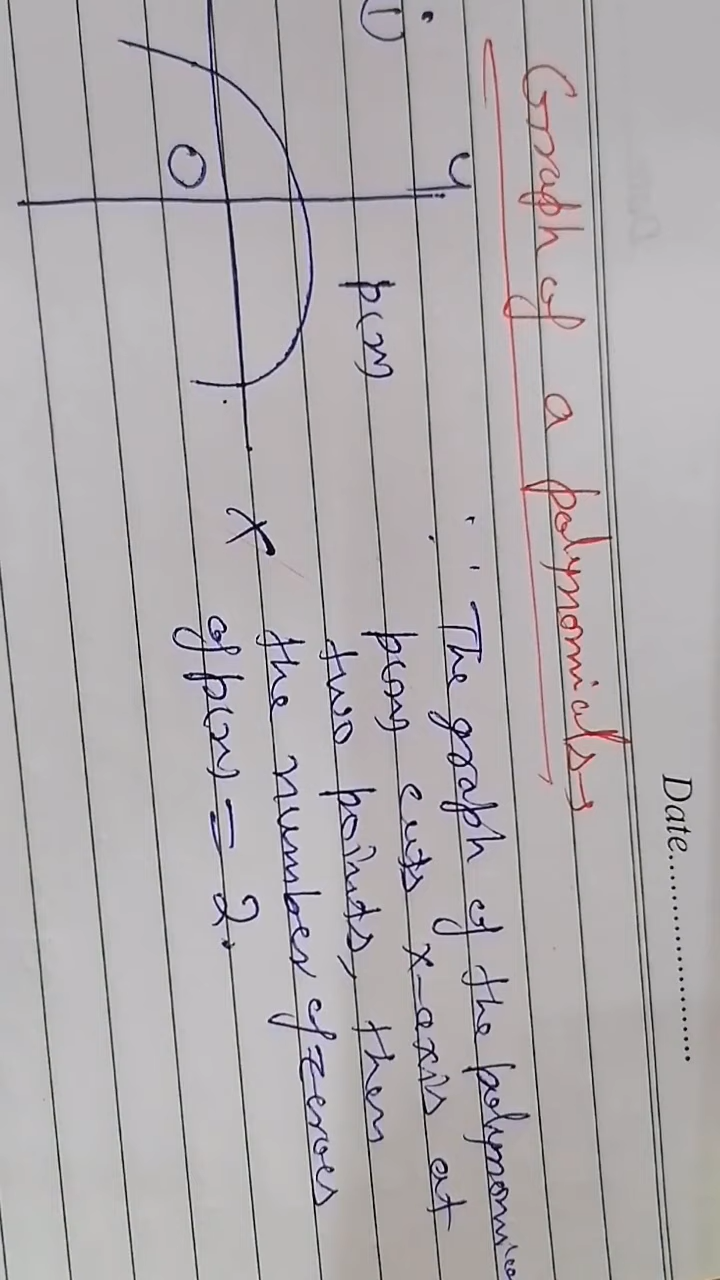 Date.....................
Graph of a polynomials→
i)
y
p(x)
O
X
∵ The graph of the polynomial
p(x) cuts x-axis at
two points, then
the number of zeroes
of p(x) = 2.